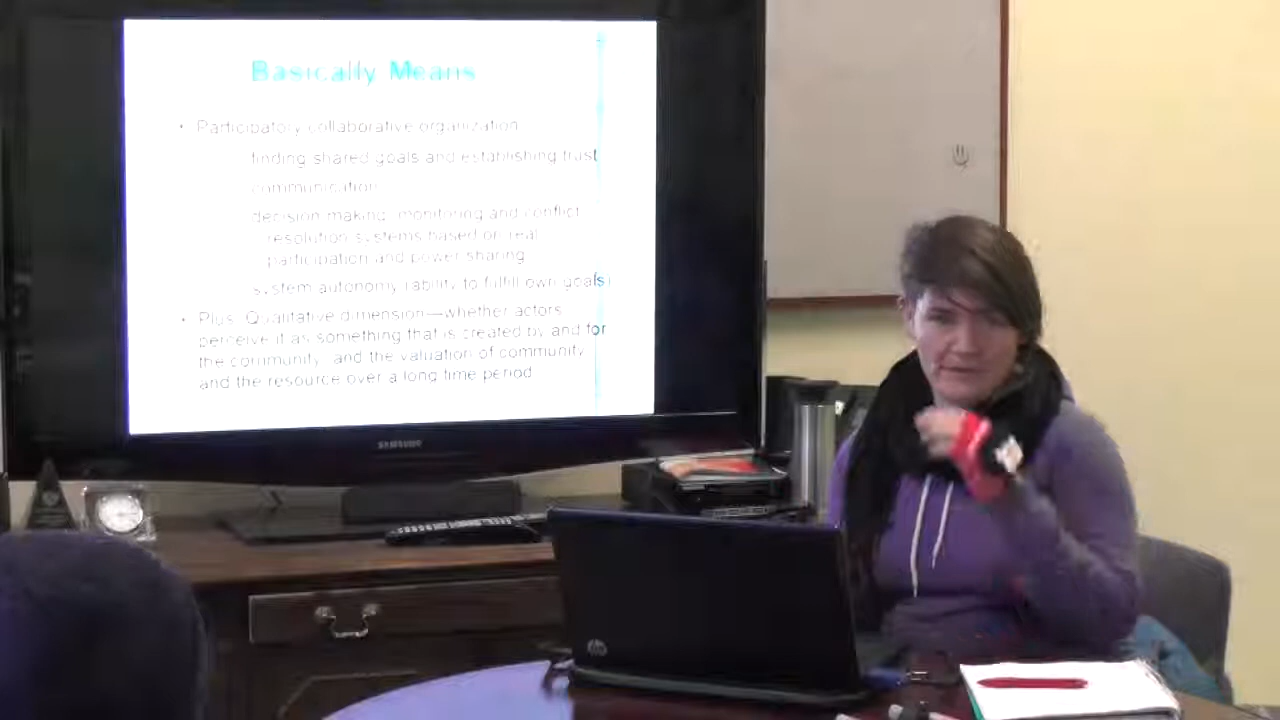 Basically Means
• Participatory collaborative organization
finding shared goals and establishing trust
communication
decision making, monitoring and conflict
resolution systems based on real
participation and power sharing
system autonomy (ability to fulfill own goals)
• Plus: Qualitative dimension—whether actors
perceive it as something that is created by and for
the community, and the valuation of community
and the resource over a long time period
SAMSUNG
hp